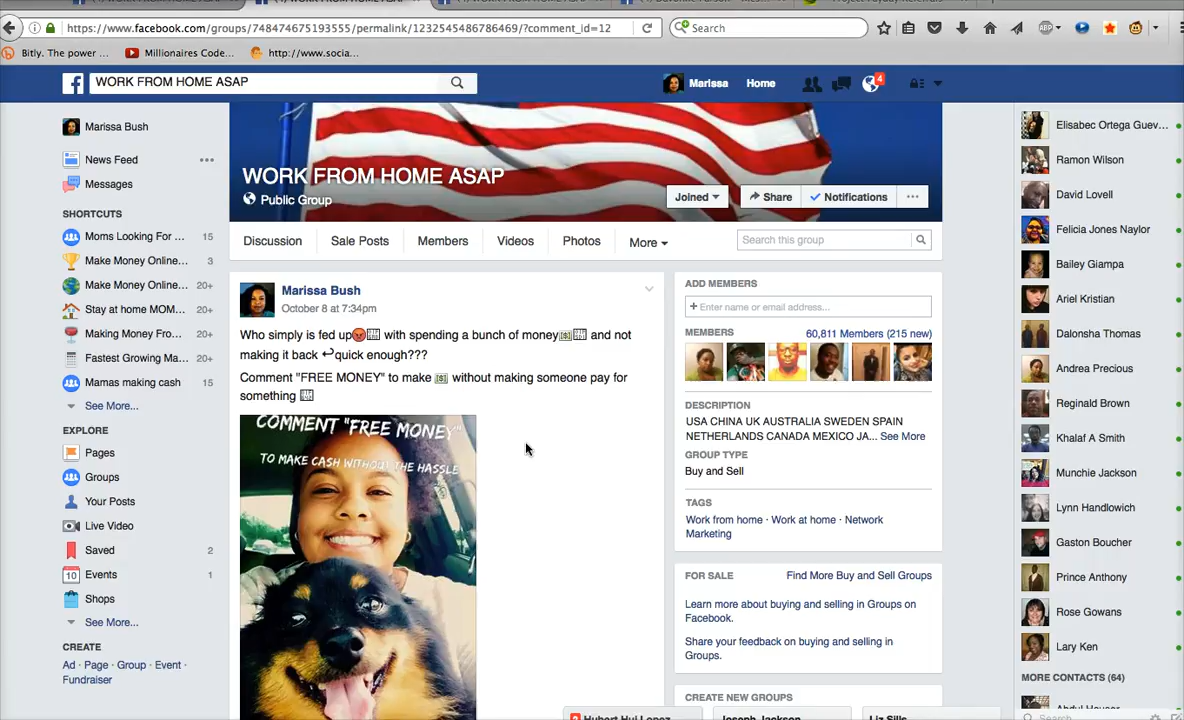 https://www.facebook.com/groups/748474675193555/permalink/1232545486786469/?comment_id=12
Search
ABP
Bitly. The power ...
Millionaires Code...
http://www.socia...
WORK FROM HOME ASAP
Marissa
Home
4
Marissa Bush
News Feed
Messages
SHORTCUTS
Moms Looking For ... 15
Make Money Online... 3
Make Money Online... 20+
Stay at home MOM... 20+
Making Money Fro... 20+
Fastest Growing Ma... 20+
Mamas making cash 15
See More...
EXPLORE
Pages
Groups
Your Posts
Live Video
Saved 2
10 Events 1
Shops
See More...
CREATE
Ad · Page · Group · Event ·
Fundraiser
WORK FROM HOME ASAP
Public Group
Joined
Share
Notifications
Discussion
Sale Posts
Members
Videos
Photos
More
Search this group
Marissa Bush
October 8 at 7:34pm
Who simply is fed up with spending a bunch of money and not
making it back quick enough???
Comment "FREE MONEY" to make without making someone pay for
something
COMMENT "FREE MONEY"
TO MAKE CASH WITHOUT THE HASSLE
ADD MEMBERS
+ Enter name or email address...
MEMBERS
60,811 Members (215 new)
DESCRIPTION
USA CHINA UK AUSTRALIA SWEDEN SPAIN
NETHERLANDS CANADA MEXICO JA... See More
GROUP TYPE
Buy and Sell
TAGS
Work from home · Work at home · Network
Marketing
FOR SALE
Find More Buy and Sell Groups
Learn more about buying and selling in Groups on
Facebook.
Share your feedback on buying and selling in
Groups.
CREATE NEW GROUPS
Hubert Hui Lopez
Joseph Jackson
Liz Sills
Elisabec Ortega Guev...
Ramon Wilson
David Lovell
Felicia Jones Naylor
Bailey Giampa
Ariel Kristian
Dalonsha Thomas
Andrea Precious
Reginald Brown
Khalaf A Smith
Munchie Jackson
Lynn Handlowich
Gaston Boucher
Prince Anthony
Rose Gowans
Lary Ken
MORE CONTACTS (64)
Search